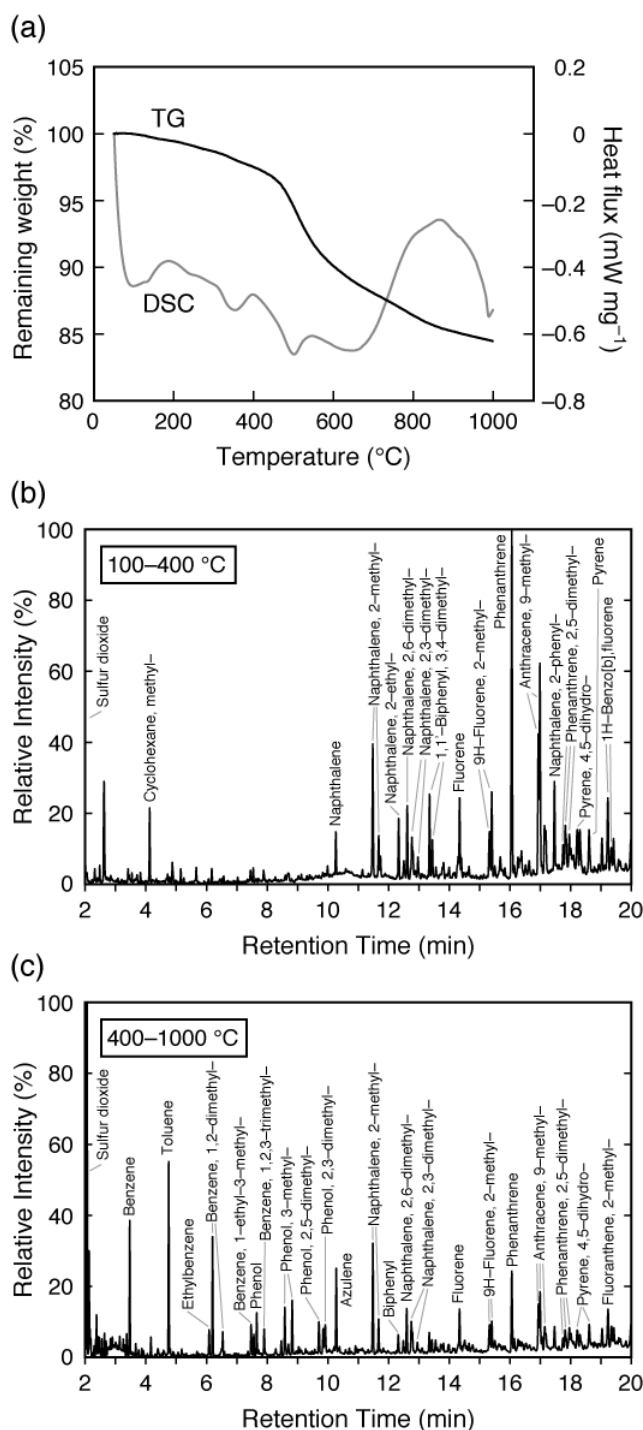 (a)
105
100
95
90
85
80
Remaining weight (%)
TG
DSC
0.2
0
−0.2
−0.4
−0.6
−0.8
Heat flux (mW mg−1)
0
200
400
600
800
1000
Temperature (°C)
(b)
100
80
60
40
20
0
Relative Intensity (%)
100–400 °C
Sulfur dioxide
Cyclohexane, methyl–
Naphthalene
Naphthalene, 2–methyl–
Naphthalene, 2–ethyl–
Naphthalene, 2,6–dimethyl–
Naphthalene, 2,3–dimethyl–
1,1'–Biphenyl, 3,4–dimethyl–
Fluorene
9H–Fluorene, 2–methyl–
Phenanthrene
Anthracene, 9–methyl–
Naphthalene, 2–phenyl–
Phenanthrene, 2,5–dimethyl–
Pyrene, 4,5–dihydro–
Pyrene
1H–Benzo[b].fluorene
2
4
6
8
10
12
14
16
18
20
Retention Time (min)
(c)
100
80
60
40
20
0
Relative Intensity (%)
400–1000 °C
Sulfur dioxide
Benzene
Toluene
Ethylbenzene
Benzene, 1,2–dimethyl–
Benzene, 1–ethyl–3–methyl–
Phenol
Benzene, 1,2,3–trimethyl–
Phenol, 3–methyl–
Phenol, 2,5–dimethyl–
Phenol, 2,3–dimethyl–
Azulene
Naphthalene, 2–methyl–
Biphenyl
Naphthalene, 2,6–dimethyl–
Naphthalene, 2,3–dimethyl–
Fluorene
9H–Fluorene, 2–methyl–
Phenanthrene
Anthracene, 9–methyl–
Phenanthrene, 2,5–dimethyl–
Pyrene, 4,5–dihydro–
Fluoranthene, 2–methyl–
2
4
6
8
10
12
14
16
18
20
Retention Time (min)